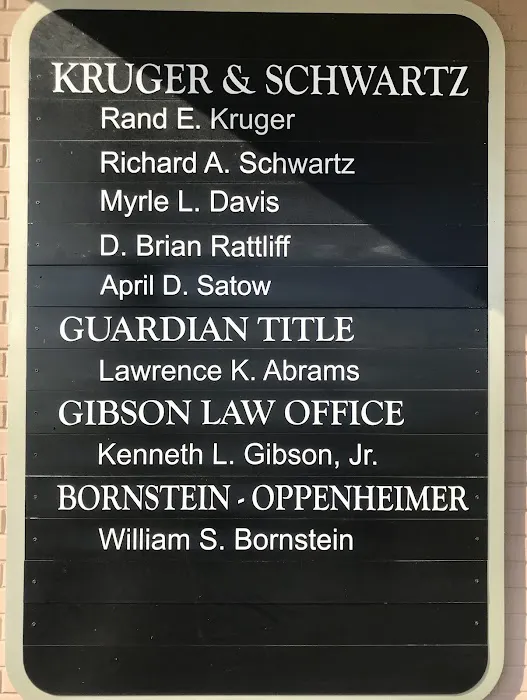 KRUGER & SCHWARTZ
Rand E. Kruger
Richard A. Schwartz
Myrle L. Davis
D. Brian Rattliff
April D. Satow
GUARDIAN TITLE
Lawrence K. Abrams
GIBSON LAW OFFICE
Kenneth L. Gibson, Jr.
BORNSTEIN - OPPENHEIMER
William S. Bornstein